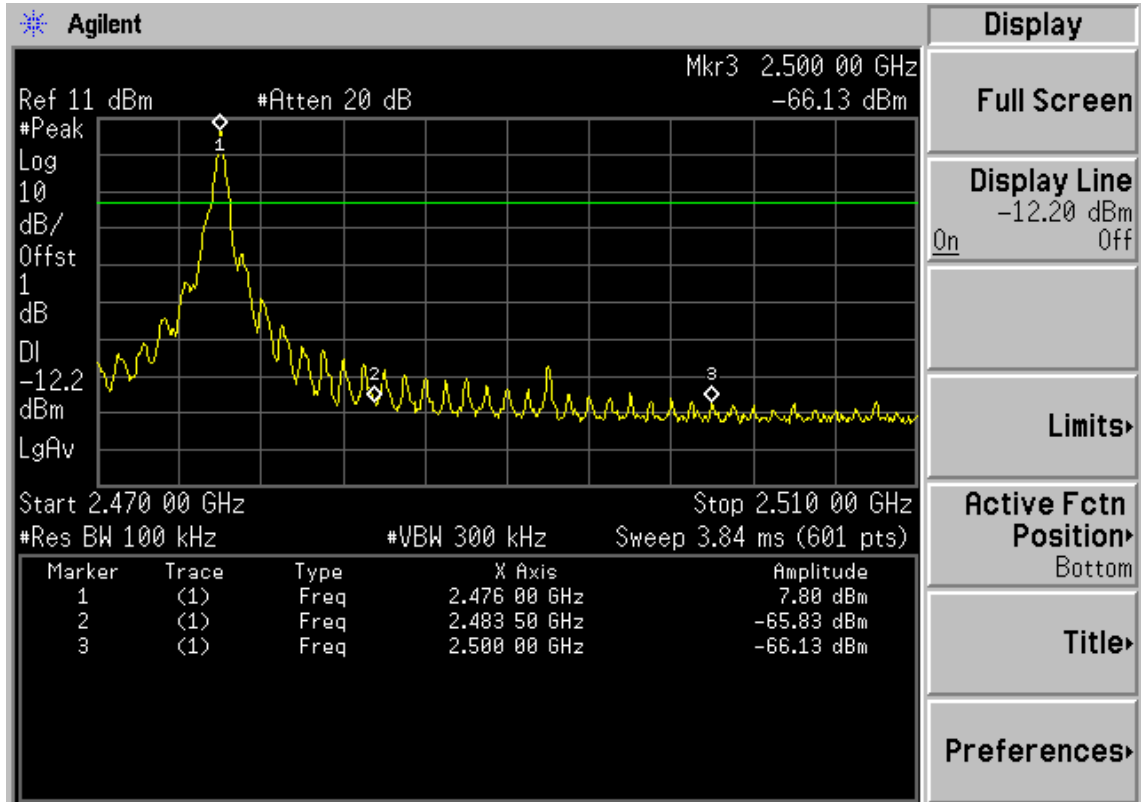 Agilent
Display
Mkr3 2.500 00 GHz
Ref 11 dBm #Atten 20 dB -66.13 dBm
#Peak
Log
10
dB/
Offst
1
dB
DI
-12.2
dBm
LgAv
1
2
3
Start 2.470 00 GHz Stop 2.510 00 GHz
#Res BW 100 kHz #VBW 300 kHz Sweep 3.84 ms (601 pts)
Marker Trace Type X Axis Amplitude
1 (1) Freq 2.476 00 GHz 7.80 dBm
2 (1) Freq 2.483 50 GHz -65.83 dBm
3 (1) Freq 2.500 00 GHz -66.13 dBm
Full Screen
Display Line
-12.20 dBm
On Off
Limits
Active Fctn
Position
Bottom
Title
Preferences